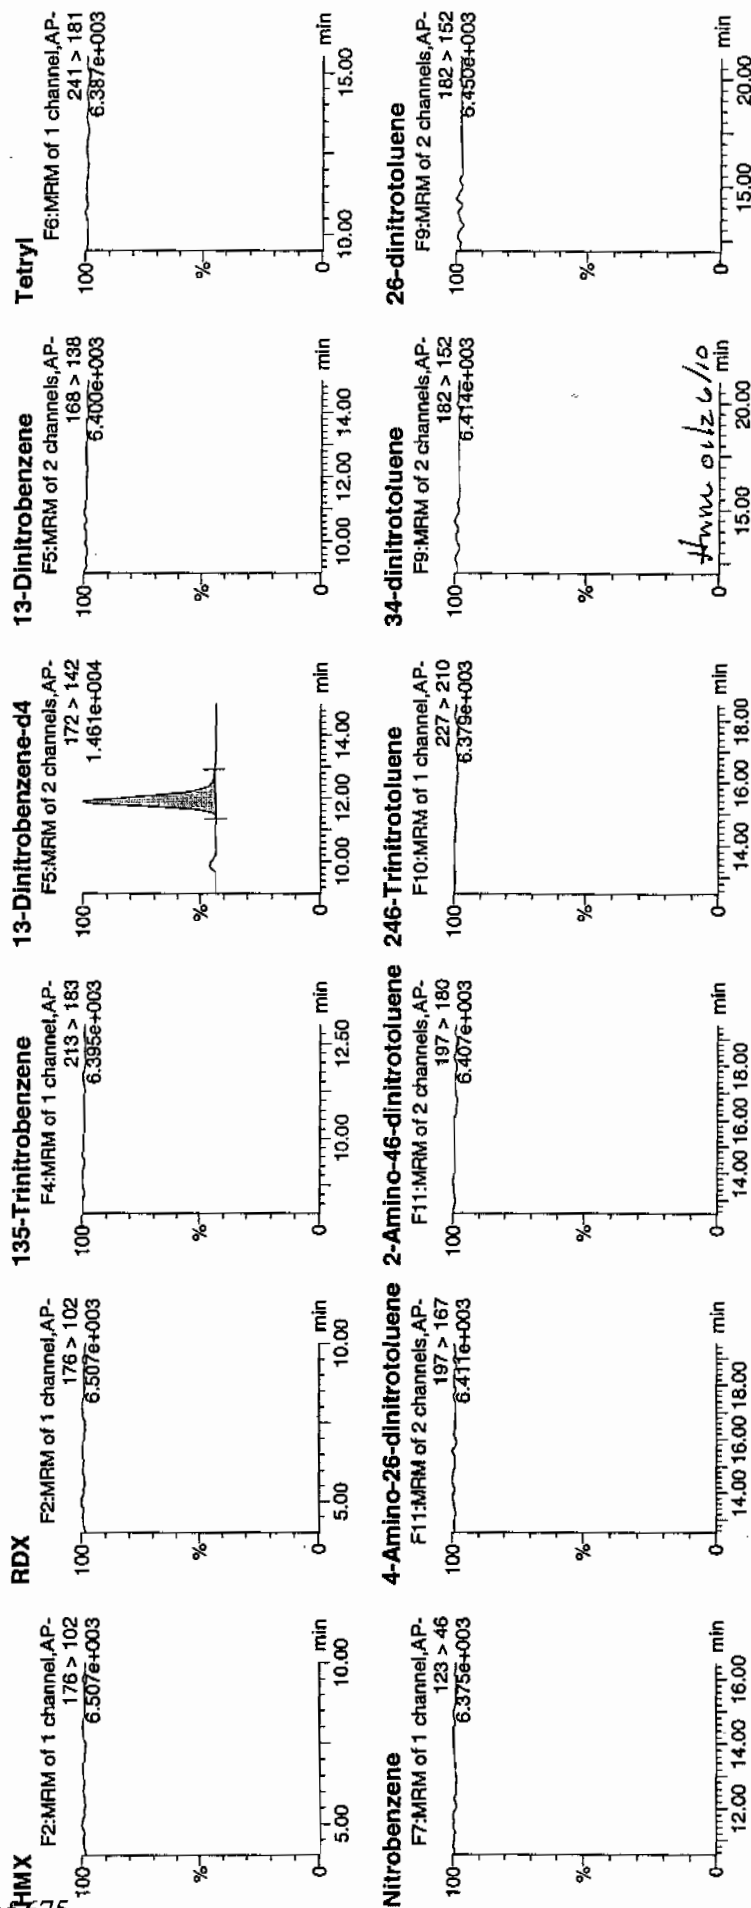 HMX
F2:MRM of 1 channel,AP-
176 > 102
6.507e+003
100
%
0
5.00 10.00 min
RDX
F2:MRM of 1 channel,AP-
176 > 102
6.507e+003
100
%
0
5.00 10.00 min
135-Trinitrobenzene
F4:MRM of 1 channel,AP-
213 > 183
6.395e+003
100
%
0
10.00 12.50 min
13-Dinitrobenzene-d4
F5:MRM of 2 channels,AP-
172 > 142
1.461e+004
100
%
0
10.00 12.00 14.00 min
13-Dinitrobenzene
F5:MRM of 2 channels,AP-
168 > 138
6.400e+003
100
%
0
10.00 12.00 14.00 min
Tetryl
F6:MRM of 1 channel,AP-
241 > 181
6.387e+003
100
%
0
10.00 15.00 min
Nitrobenzene
F7:MRM of 1 channel,AP-
123 > 46
6.375e+003
100
%
0
12.00 14.00 16.00 min
4-Amino-26-dinitrotoluene
F11:MRM of 2 channels,AP-
197 > 167
6.411e+003
100
%
0
14.00 16.00 18.00 min
2-Amino-46-dinitrotoluene
F11:MRM of 2 channels,AP-
197 > 180
6.407e+003
100
%
0
14.00 16.00 18.00 min
246-Trinitrotoluene
F10:MRM of 1 channel,AP-
227 > 210
6.379e+003
100
%
0
14.00 16.00 18.00 min
34-dinitrotoluene
F9:MRM of 2 channels,AP-
182 > 152
6.414e+003
100
%
0
15.00 20.00 min
26-dinitrotoluene
F9:MRM of 2 channels,AP-
182 > 152
6.450e+003
100
%
0
15.00 20.00 min